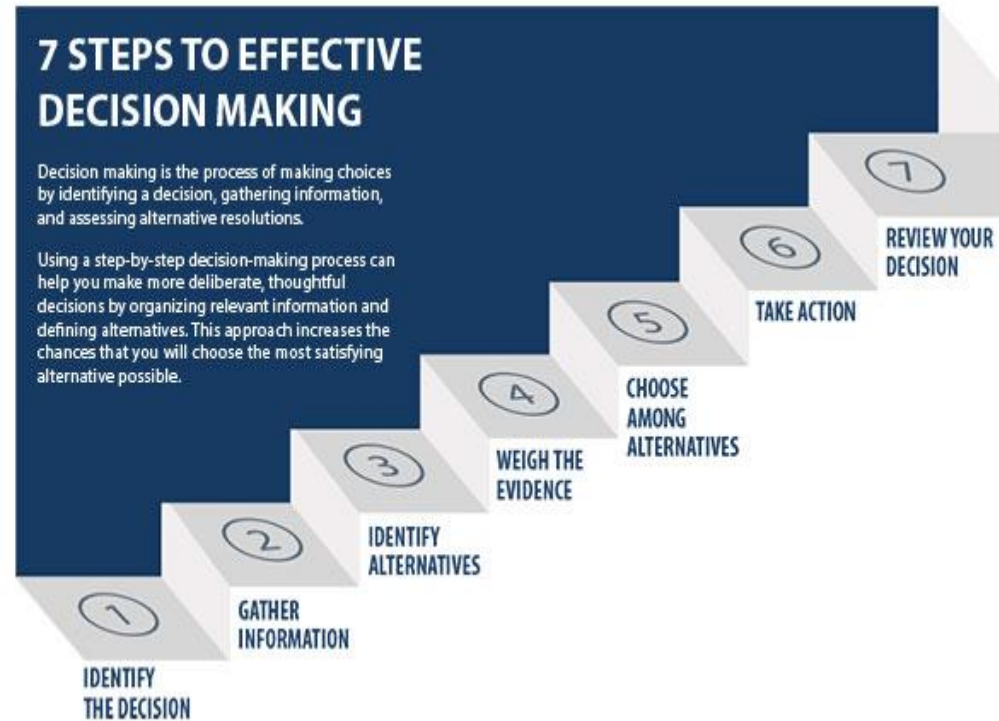 7 STEPS TO EFFECTIVE
DECISION MAKING
Decision making is the process of making choices
by identifying a decision, gathering information,
and assessing alternative resolutions.
Using a step-by-step decision-making process can
help you make more deliberate, thoughtful
decisions by organizing relevant information and
defining alternatives. This approach increases the
chances that you will choose the most satisfying
alternative possible.
1
IDENTIFY
THE DECISION
2
GATHER
INFORMATION
3
IDENTIFY
ALTERNATIVES
4
WEIGH THE
EVIDENCE
5
CHOOSE
AMONG
ALTERNATIVES
6
TAKE ACTION
7
REVIEW YOUR
DECISION